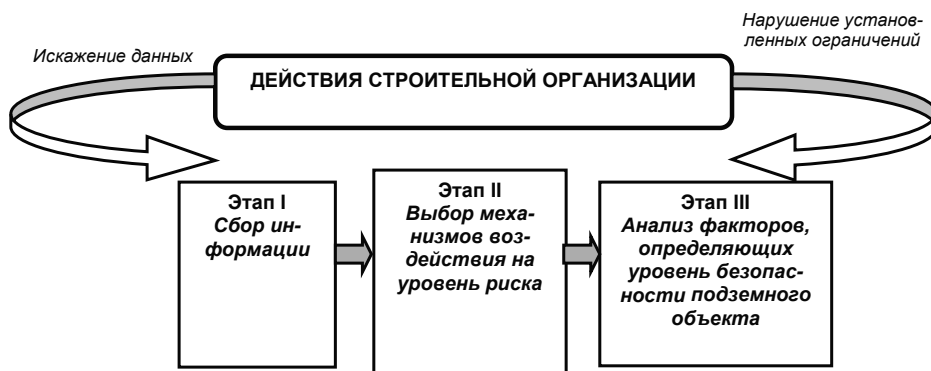 Нарушение установ-
ленных ограничений
Искажение данных
ДЕЙСТВИЯ СТРОИТЕЛЬНОЙ ОРГАНИЗАЦИИ
Этап I
Сбор ин-
формации
Этап II
Выбор меха-
низмов воз-
действия на
уровень риска
Этап III
Анализ факторов,
определяющих
уровень безопас-
ности подземного
объекта